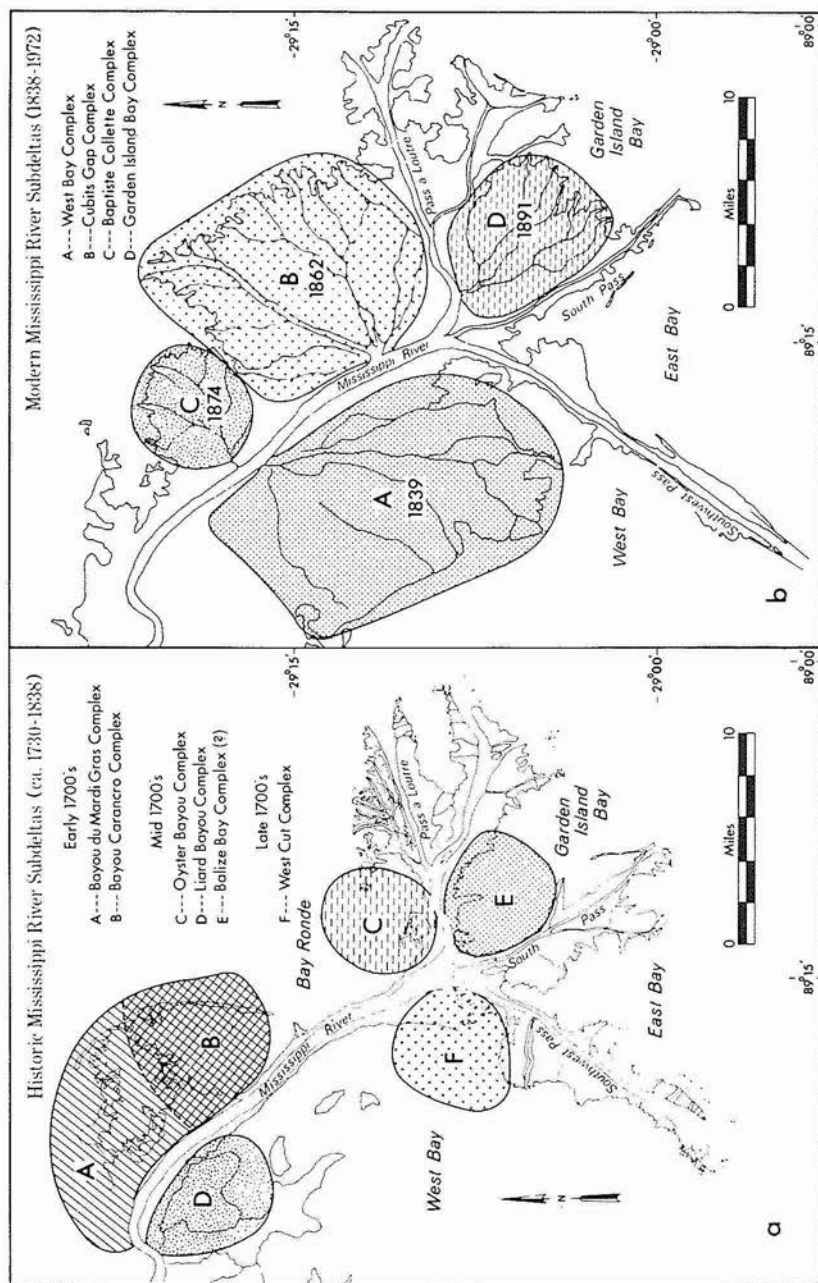 Historic Mississippi River Subdeltas (ca. 1730-1838)
Early 1700's
A---Bayou du Mardi Gras Complex
B---Bayou Carancro Complex
Mid 1700's
C---Oyster Bayou Complex
D---Liard Bayou Complex
E---Balize Bay Complex (?)
Late 1700's
F---West Cut Complex
A
B
D
Mississippi River
Bay Ronde
C
Pass a Loutre
29°15'
West Bay
F
E
Garden
Island
Bay
South Pass
Southwest Pass
East Bay
N
a
0 Miles 10
29°00'
89°15'
89°00'
Modern Mississippi River Subdeltas (1838-1972)
A---West Bay Complex
B---Cubits Gap Complex
C---Baptiste Collette Complex
D---Garden Island Bay Complex
N
C
1874
B
1862
29°15'
A
1839
Mississippi River
Pass a Loutre
D
1891
Garden
Island
Bay
West Bay
South Pass
Southwest Pass
East Bay
b
0 Miles 10
29°00'
89°15'
89°00'